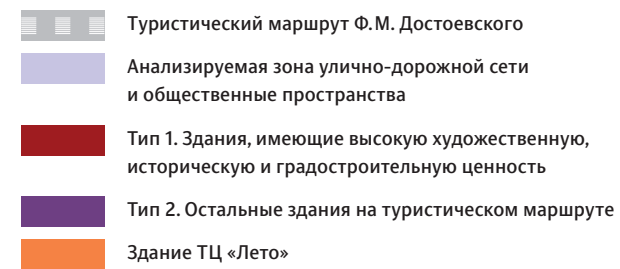 Туристический маршрут Ф.М. Достоевского
Анализируемая зона улично-дорожной сети
и общественные пространства
Тип 1. Здания, имеющие высокую художественную,
историческую и градостроительную ценность
Тип 2. Остальные здания на туристическом маршруте
Здание ТЦ «Лето»